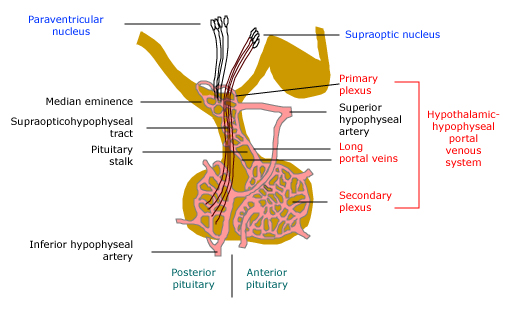 Paraventricular
nucleus
Supraoptic nucleus
Median eminence
Supraopticohypophyseal
tract
Pituitary
stalk
Inferior hypophyseal
artery
Primary
plexus
Superior
hypophyseal
artery
Long
portal veins
Secondary
plexus
Hypothalamic-
hypophyseal
portal
venous
system
Posterior
pituitary
Anterior
pituitary